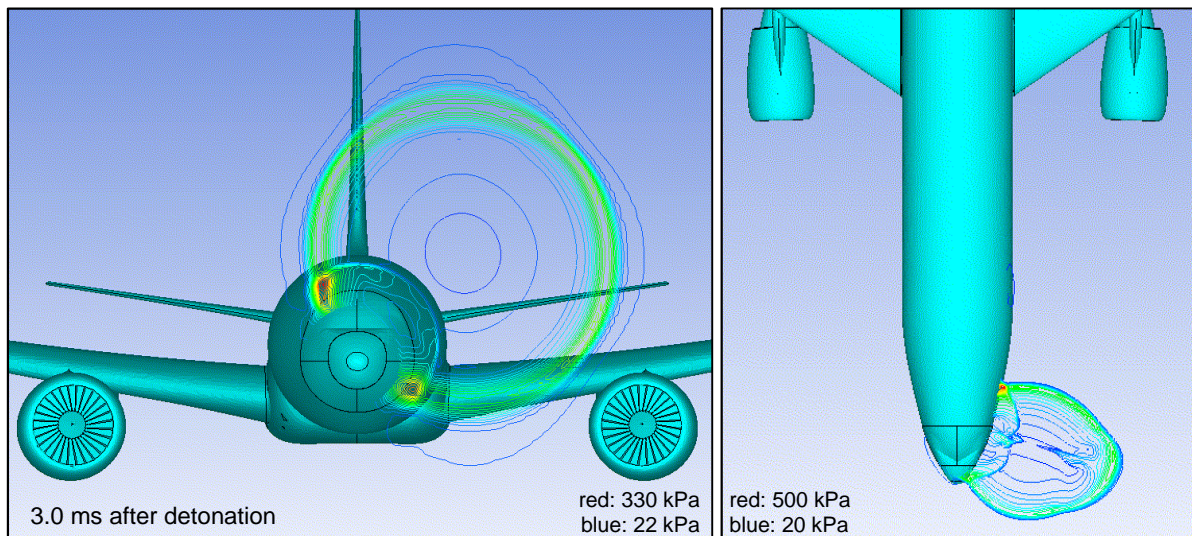 3.0 ms after detonation
red: 330 kPa
blue: 22 kPa
red: 500 kPa
blue: 20 kPa